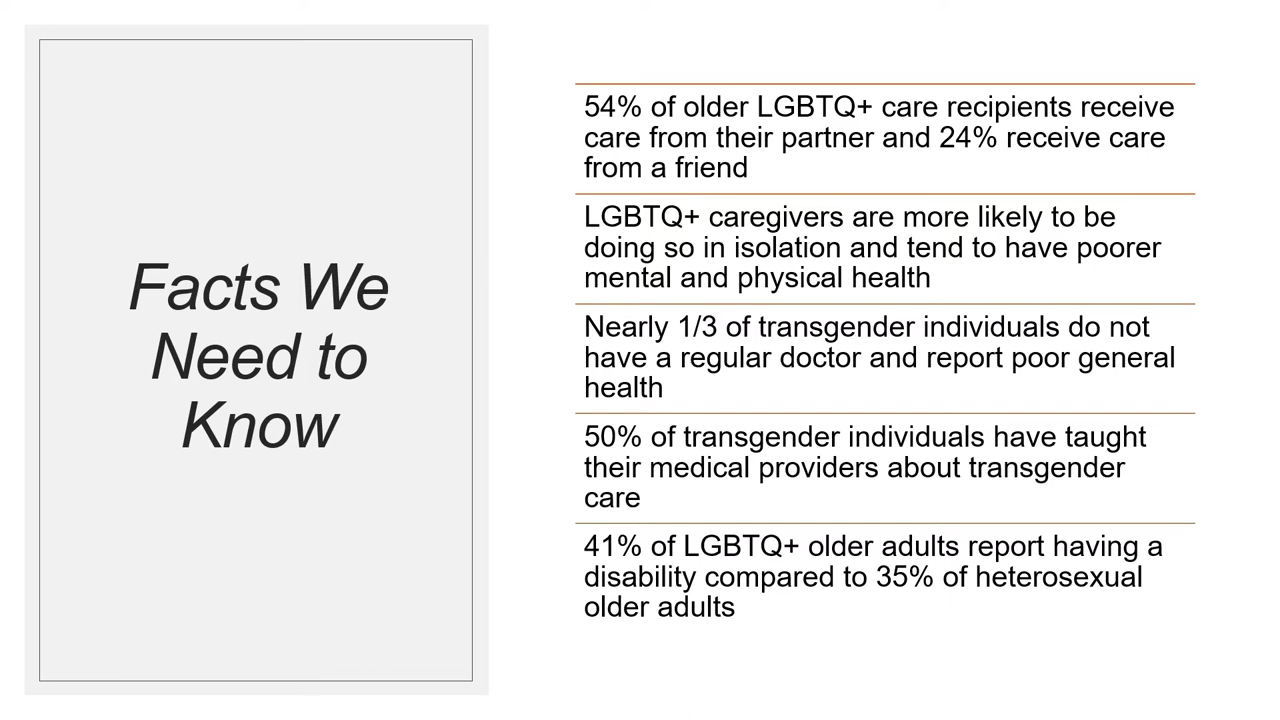 Facts We
Need to
Know
54% of older LGBTQ+ care recipients receive
care from their partner and 24% receive care
from a friend
LGBTQ+ caregivers are more likely to be
doing so in isolation and tend to have poorer
mental and physical health
Nearly 1/3 of transgender individuals do not
have a regular doctor and report poor general
health
50% of transgender individuals have taught
their medical providers about transgender
care
41% of LGBTQ+ older adults report having a
disability compared to 35% of heterosexual
older adults